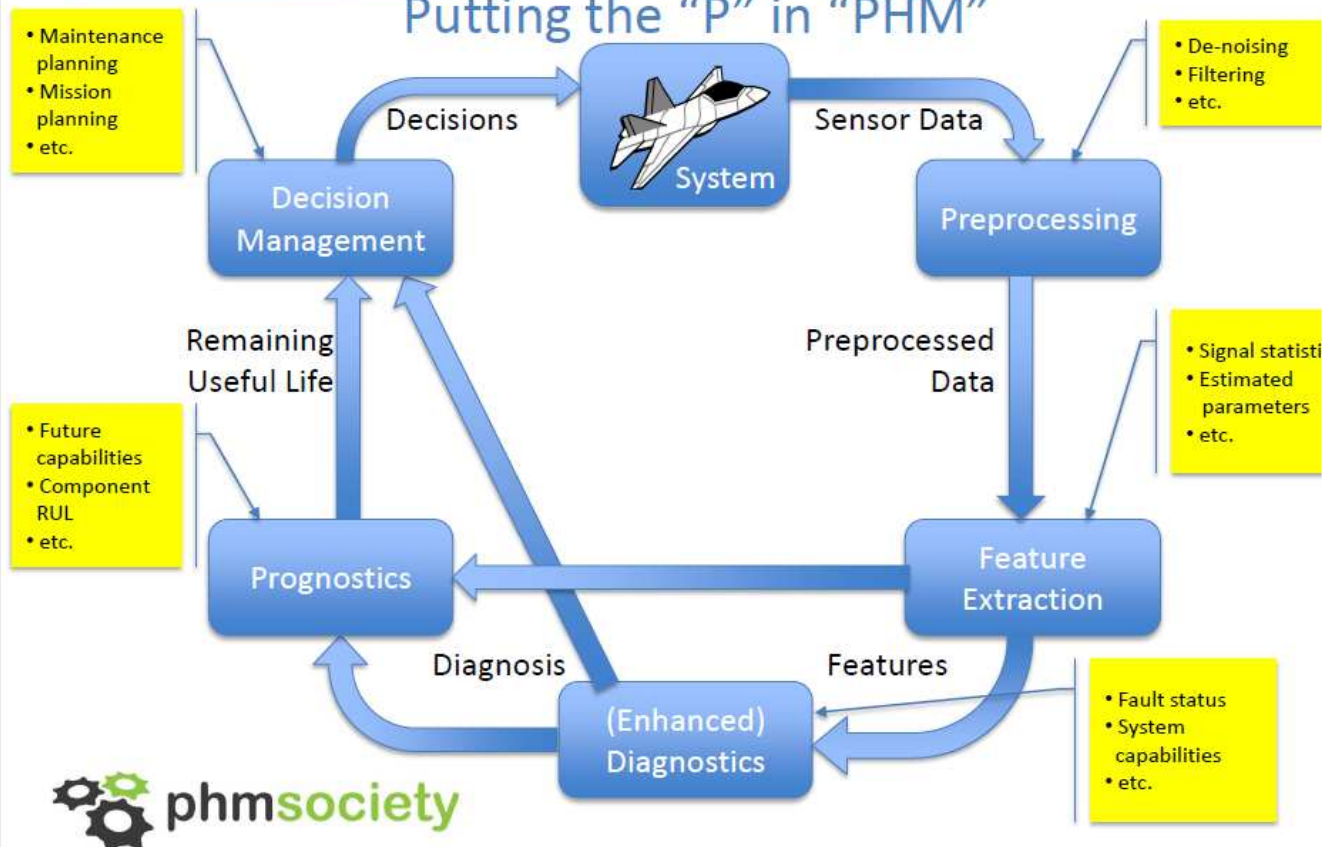 Putting the “P” in “PHM”
• Maintenance
planning
• Mission
planning
• etc.
Decisions
System
Sensor Data
• De-noising
• Filtering
• etc.
Decision
Management
Preprocessing
Remaining
Useful Life
Preprocessed
Data
• Signal statisti
• Estimated
parameters
• etc.
• Future
capabilities
• Component
RUL
• etc.
Prognostics
Feature
Extraction
Diagnosis
Features
(Enhanced)
Diagnostics
• Fault status
• System
capabilities
• etc.
phmsociety